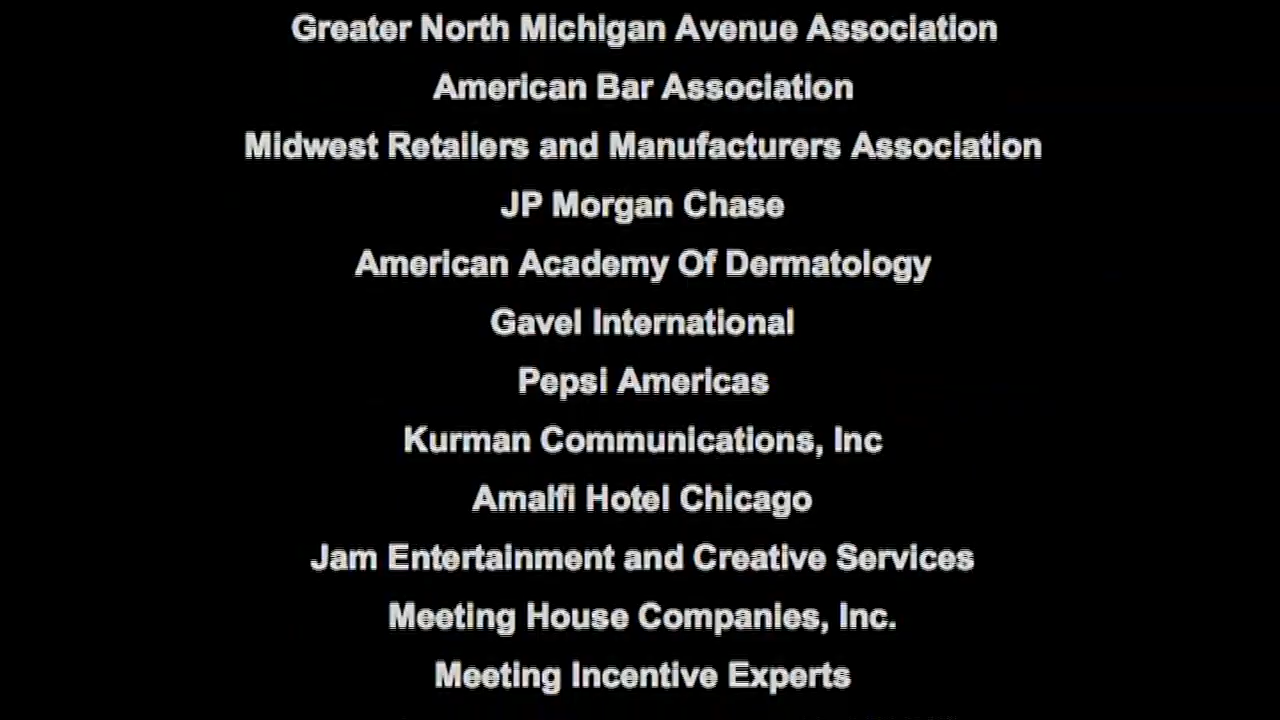 Greater North Michigan Avenue Association
American Bar Association
Midwest Retailers and Manufacturers Association
JP Morgan Chase
American Academy Of Dermatology
Gavel International
Pepsi Americas
Kurman Communications, Inc
Amalfi Hotel Chicago
Jam Entertainment and Creative Services
Meeting House Companies, Inc.
Meeting Incentive Experts